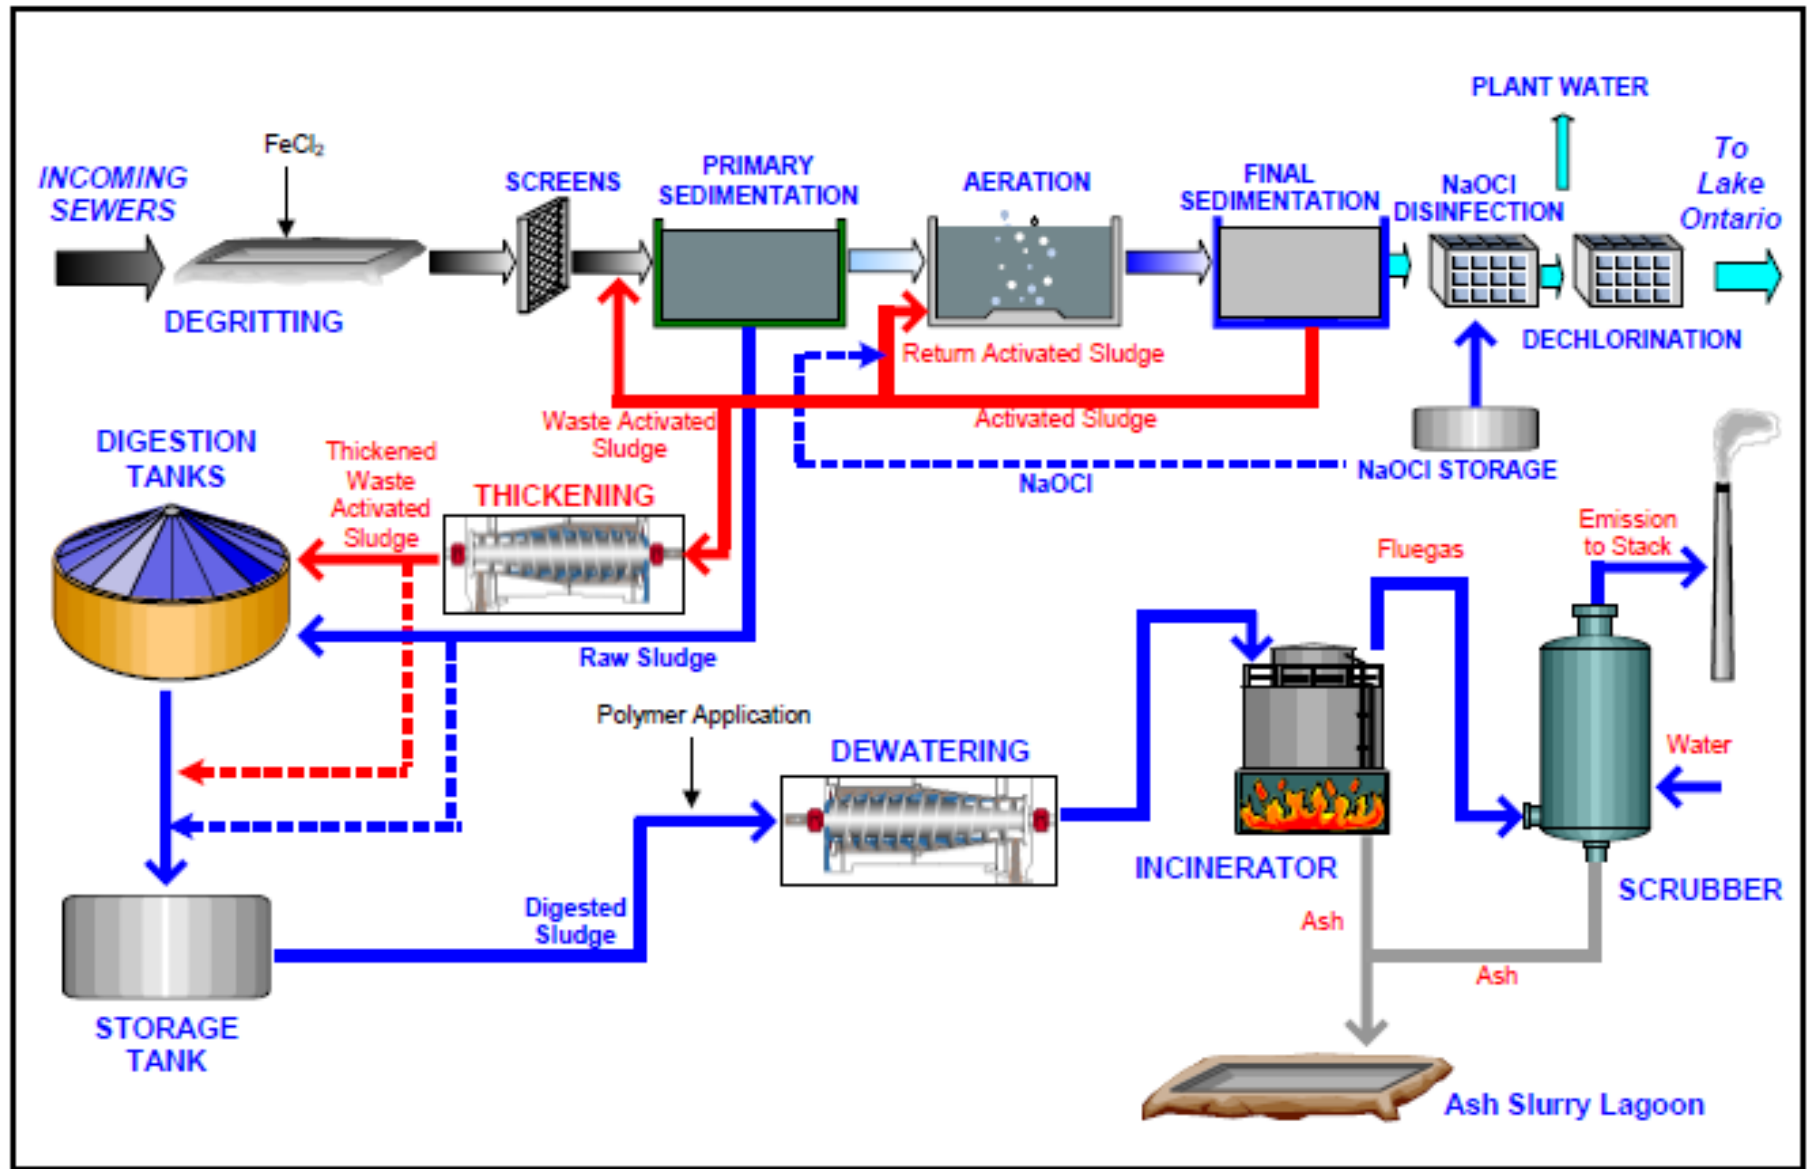 PLANT WATER
FeCl₂
INCOMING
SEWERS
SCREENS
PRIMARY
SEDIMENTATION
AERATION
FINAL
SEDIMENTATION
NaOCl
DISINFECTION
To
Lake
Ontario
DEGRITTING
DECHLORINATION
Return Activated Sludge
Waste Activated
Sludge
Activated Sludge
NaOCl STORAGE
NaOCl
DIGESTION
TANKS
Thickened
Waste
Activated
Sludge
THICKENING
Fluegas
Emission
to Stack
Raw Sludge
Polymer Application
DEWATERING
Water
INCINERATOR
SCRUBBER
Digested
Sludge
Ash
Ash
STORAGE
TANK
Ash Slurry Lagoon